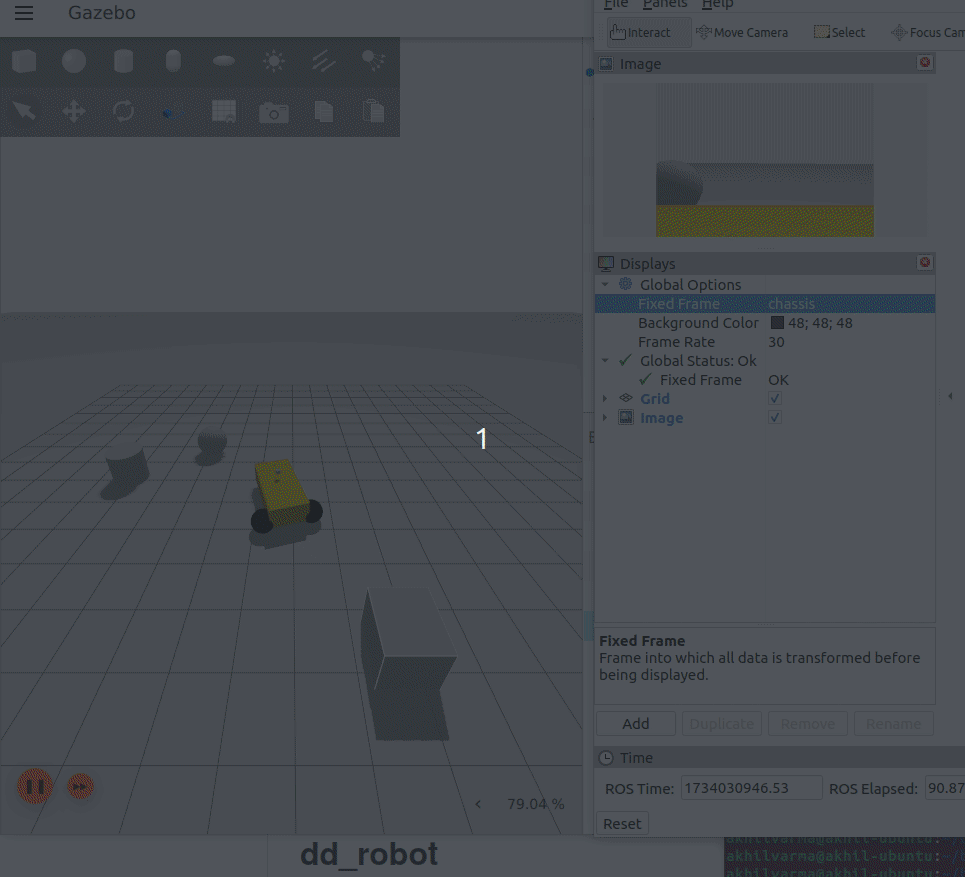 Gazebo
File Panels Help
Interact Move Camera Select Focus Cam
Image
Displays
Global Options
Fixed Frame chassis
Background Color 48; 48; 48
Frame Rate 30
Global Status: Ok
Fixed Frame OK
Grid
Image
1
Fixed Frame
Frame into which all data is transformed before
being displayed.
Add Duplicate Remove Rename
Time
ROS Time: 1734030946.53 ROS Elapsed: 90.87
Reset
79.04 %
dd_robot
akhilvarma@akhil-ubuntu:
akhilvarma@akhil-ubuntu:
akhilvarma@akhil-ubuntu: